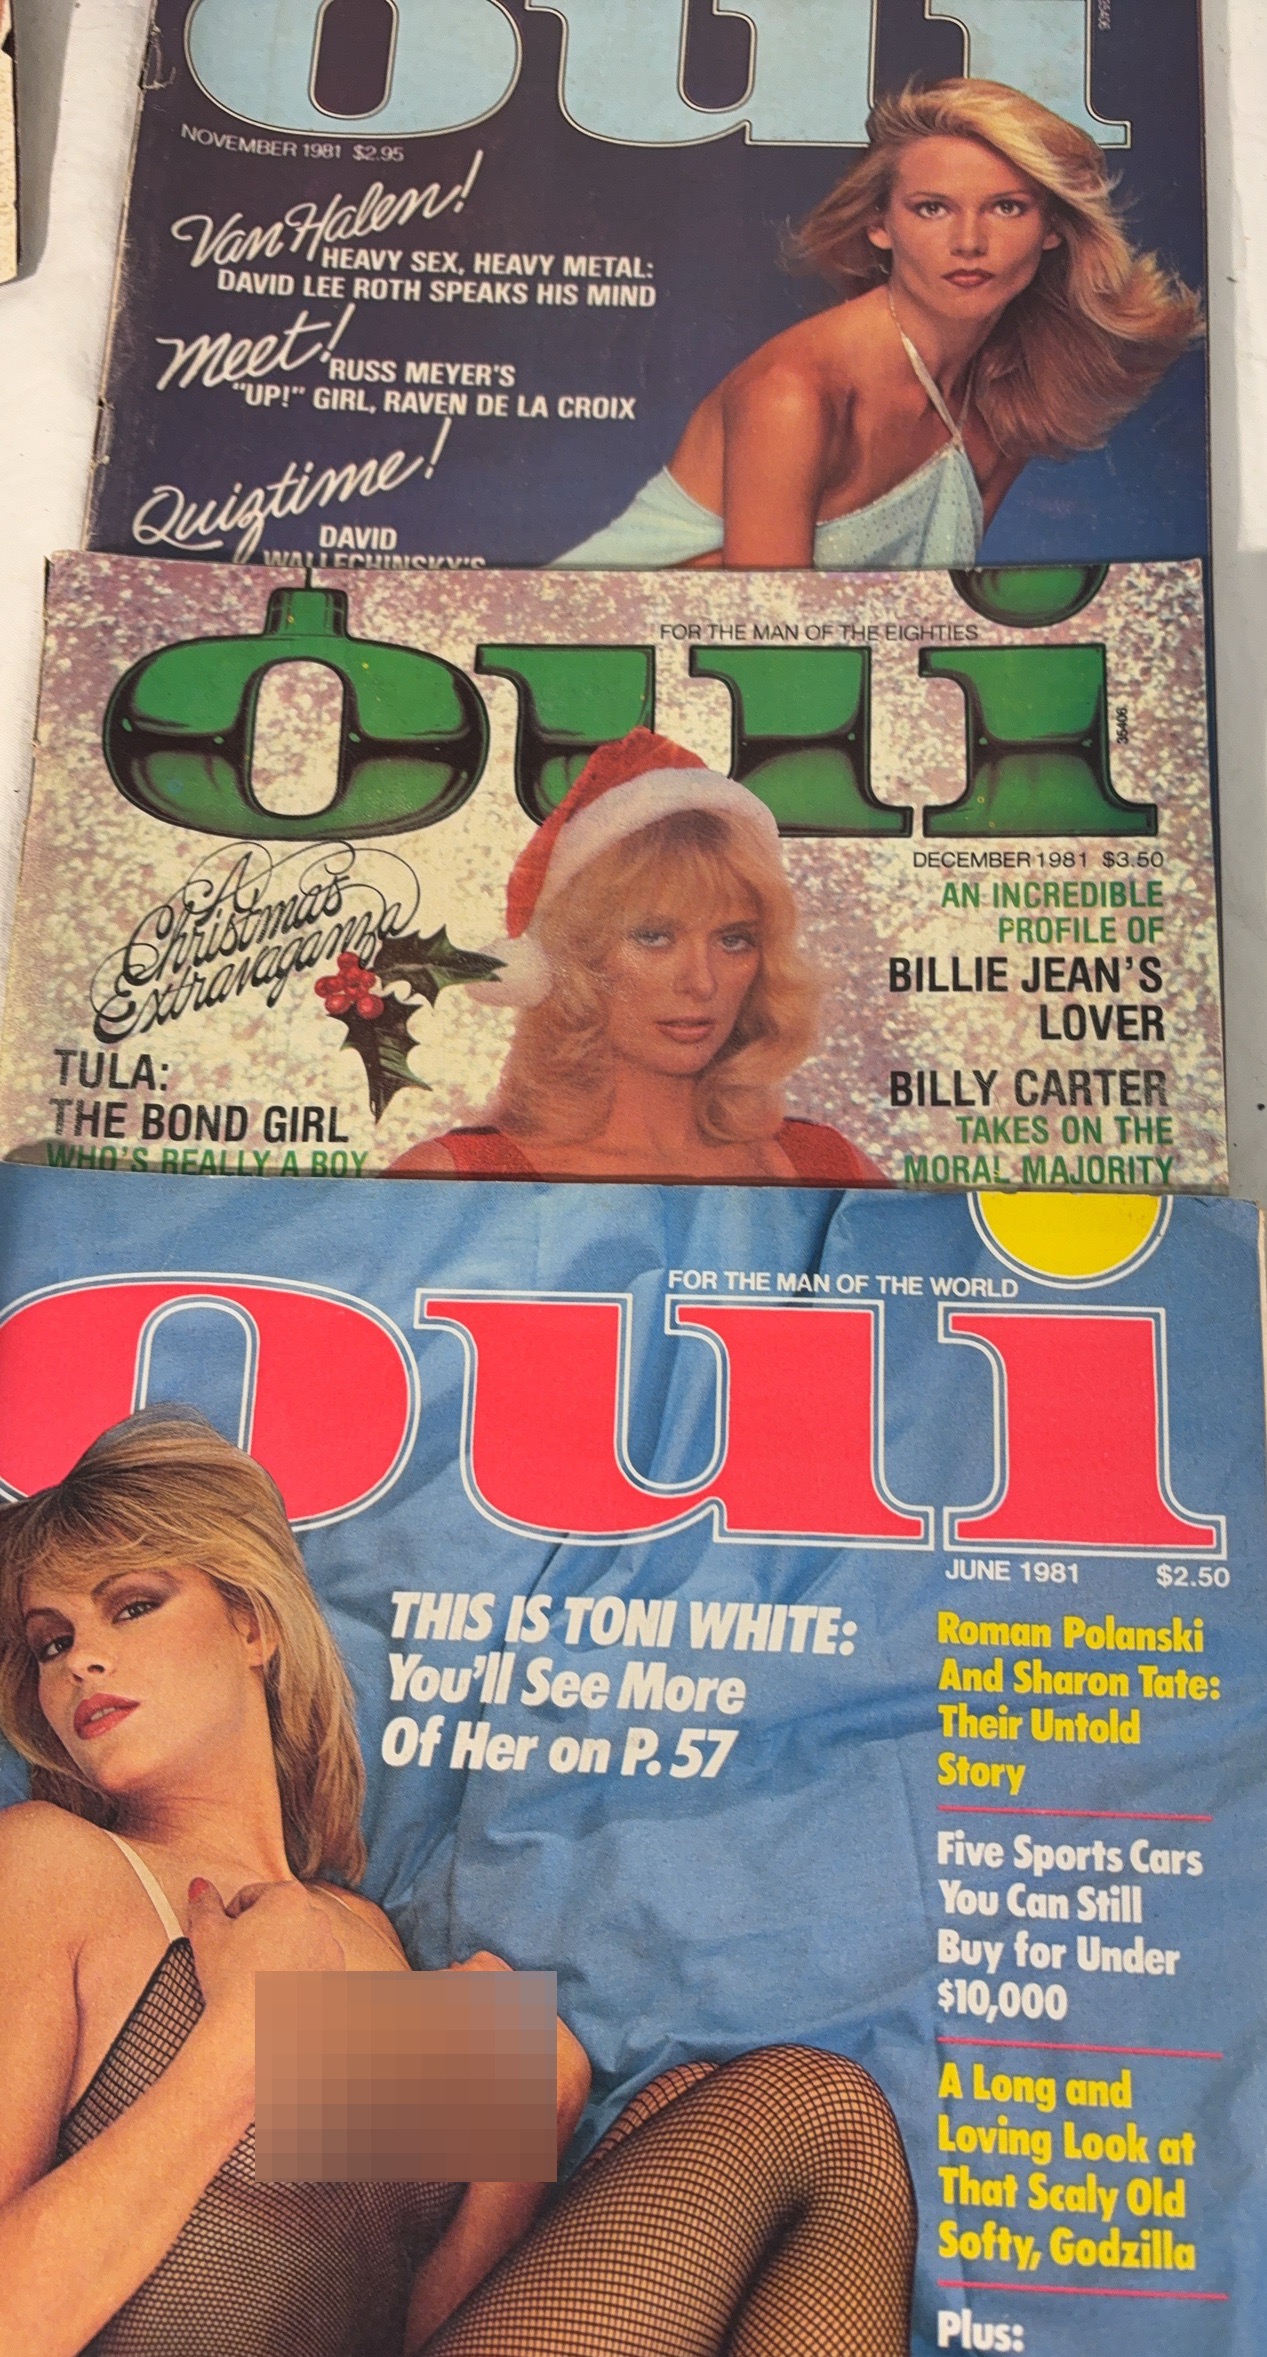 oui
35406
NOVEMBER 1981 $2.95
Van Halen!
HEAVY SEX, HEAVY METAL:
DAVID LEE ROTH SPEAKS HIS MIND
Meet!
RUSS MEYER'S
"UP!" GIRL, RAVEN DE LA CROIX
Quiztime!
DAVID
WALLECHINSKY'S
FOR THE MAN OF THE EIGHTIES
oui
35406
DECEMBER 1981 $3.50
A
Christmas
Extravaganza
AN INCREDIBLE
PROFILE OF
BILLIE JEAN'S
LOVER
TULA:
THE BOND GIRL
WHO'S REALLY A BOY
BILLY CARTER
TAKES ON THE
MORAL MAJORITY
FOR THE MAN OF THE WORLD
oui
JUNE 1981 $2.50
THIS IS TONI WHITE:
You'll See More
Of Her on P. 57
Roman Polanski
And Sharon Tate:
Their Untold
Story
Five Sports Cars
You Can Still
Buy for Under
$10,000
A Long and
Loving Look at
That Scaly Old
Softy, Godzilla
Plus: